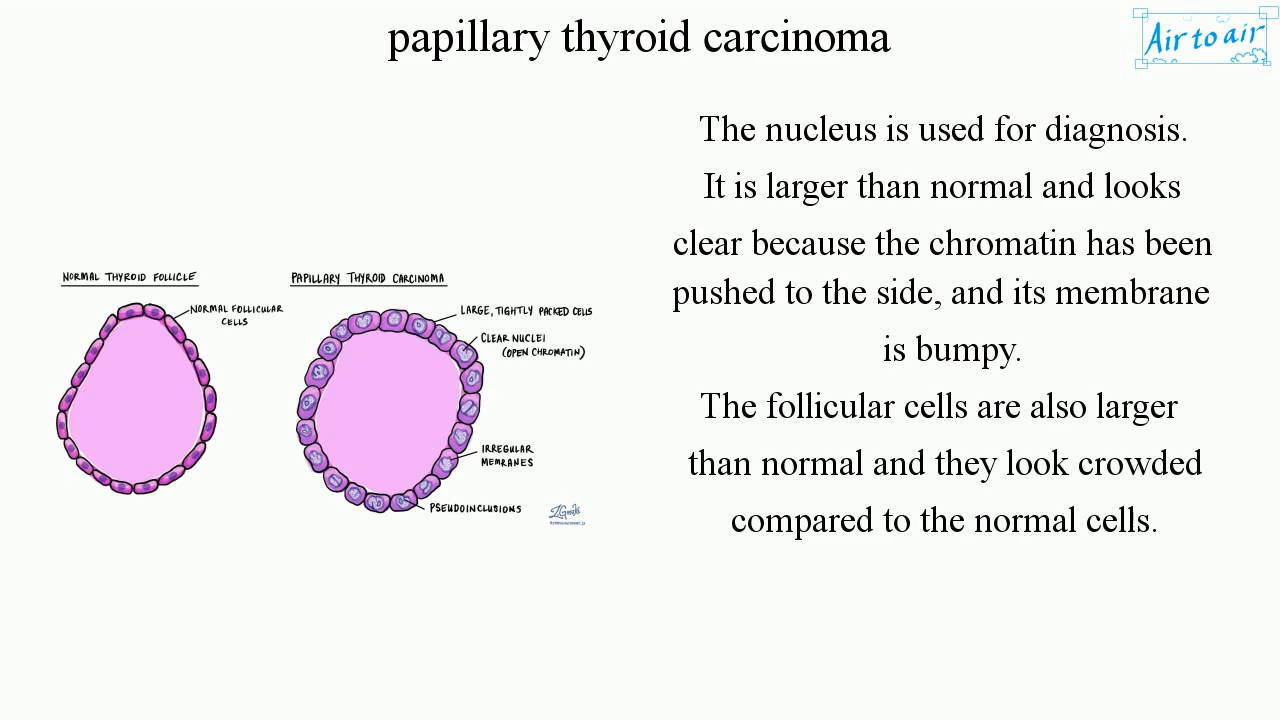 papillary thyroid carcinoma
Air to air
The nucleus is used for diagnosis.
It is larger than normal and looks
clear because the chromatin has been
pushed to the side, and its membrane
is bumpy.
The follicular cells are also larger
than normal and they look crowded
compared to the normal cells.
NORMAL THYROID FOLLICLE
NORMAL FOLLICULAR
CELLS
PAPILLARY THYROID CARCINOMA
LARGE, TIGHTLY PACKED CELLS
CLEAR NUCLEI
(OPEN CHROMATIN)
IRREGULAR
MEMRANES
PSEUDOINCLUSIONS